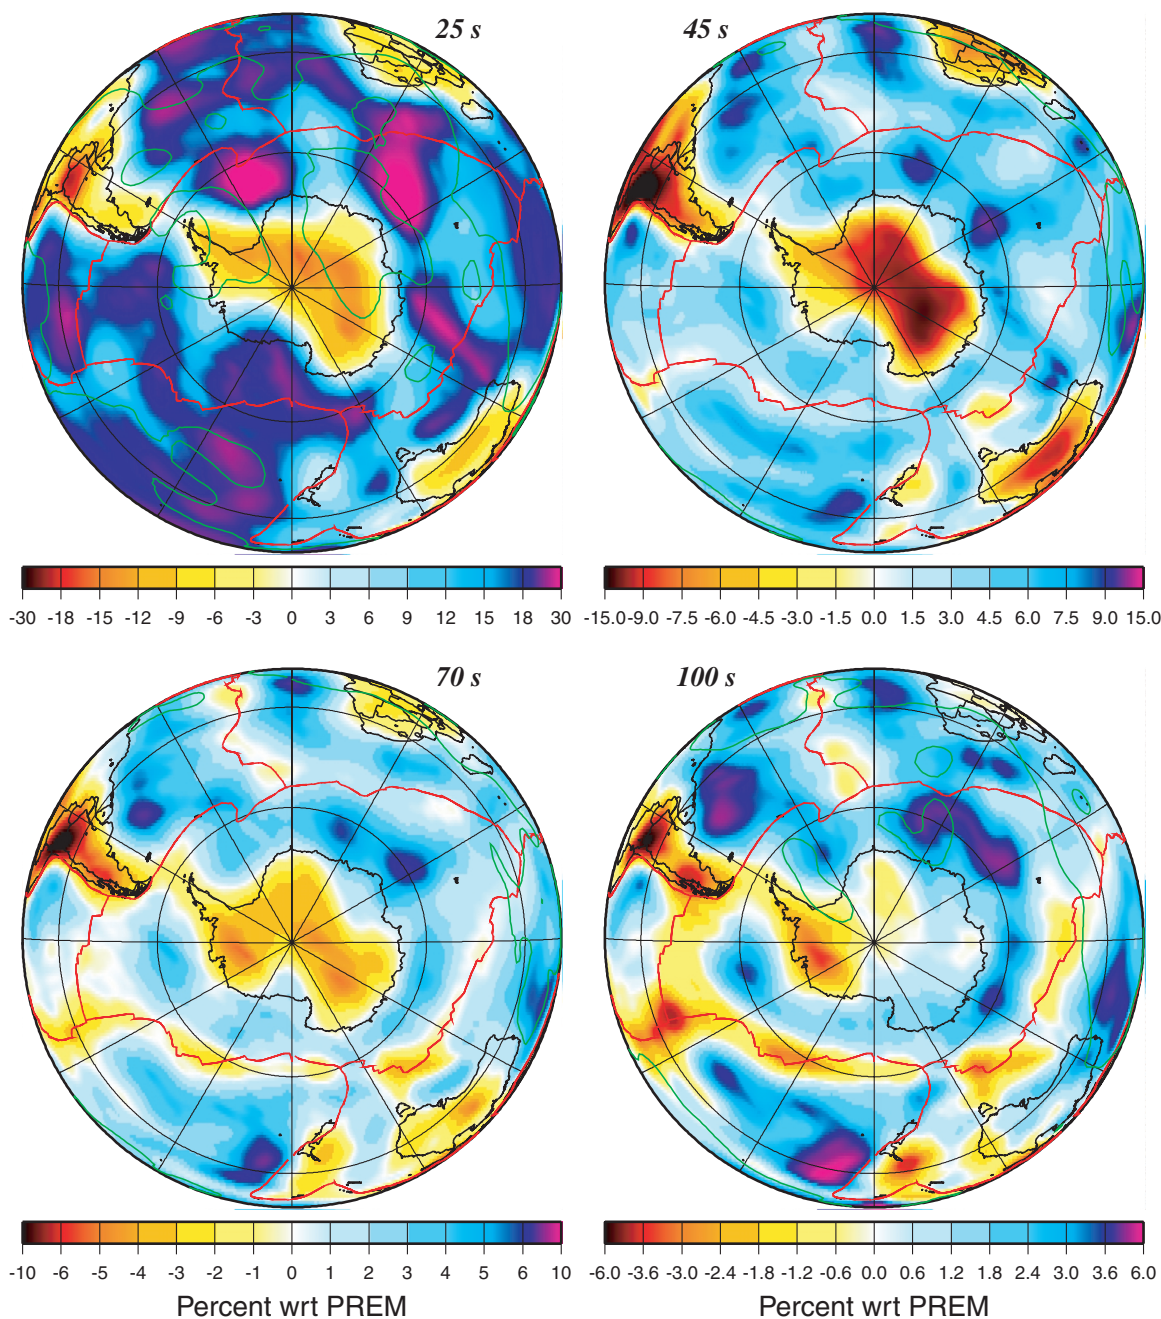 25 s
45 s
-30 -18 -15 -12 -9 -6 -3 0 3 6 9 12 15 18 30
-15.0 -9.0 -7.5 -6.0 -4.5 -3.0 -1.5 0.0 1.5 3.0 4.5 6.0 7.5 9.0 15.0
70 s
100 s
-10 -6 -5 -4 -3 -2 -1 0 1 2 3 4 5 6 10
-6.0 -3.6 -3.0 -2.4 -1.8 -1.2 -0.6 0.0 0.6 1.2 1.8 2.4 3.0 3.6 6.0
Percent wrt PREM
Percent wrt PREM